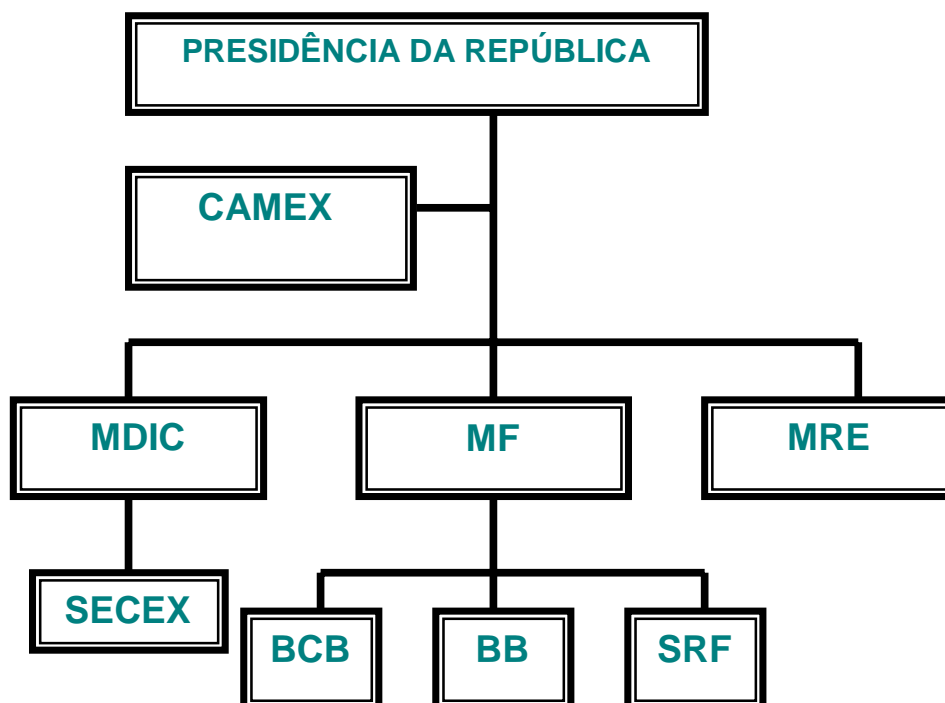 PRESIDÊNCIA DA REPÚBLICA
CAMEX
MDIC
MF
MRE
SECEX
BCB
BB
SRF